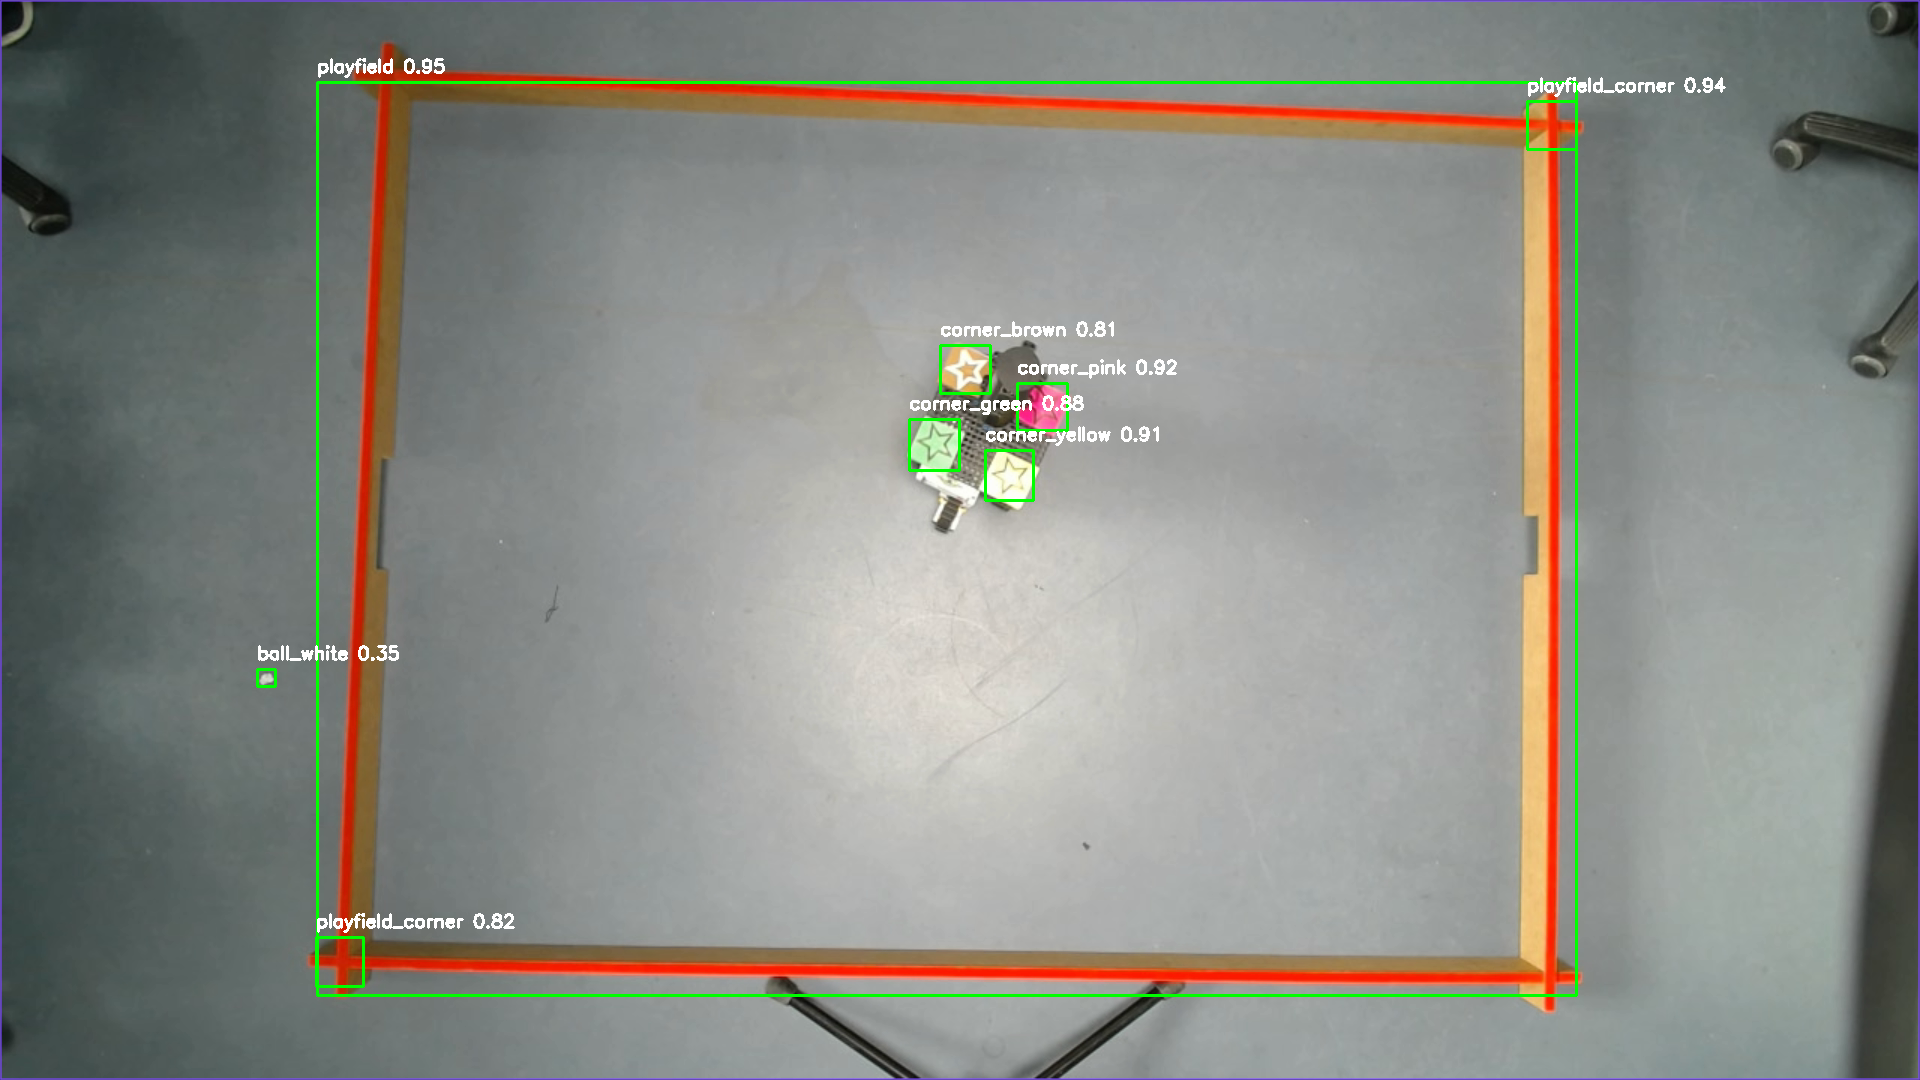 playfield 0.95
playfield_corner 0.94
corner_brown 0.81
corner_pink 0.92
corner_green 0.88
corner_yellow 0.91
ball_white 0.35
playfield_corner 0.82